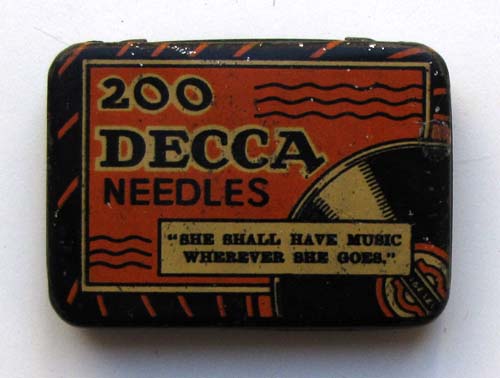 200
DECCA
NEEDLES
"SHE SHALL HAVE MUSIC
WHEREVER SHE GOES."